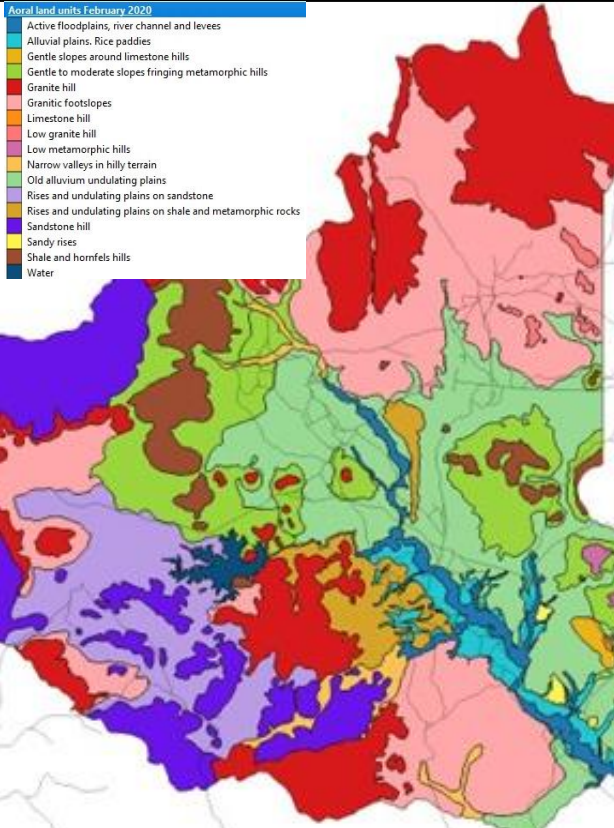 Aoral land units February 2020
Active floodplains, river channel and levees
Alluvial plains. Rice paddies
Gentle slopes around limestone hills
Gentle to moderate slopes fringing metamorphic hills
Granite hill
Granitic footslopes
Limestone hill
Low granite hill
Low metamorphic hills
Narrow valleys in hilly terrain
Old alluvium undulating plains
Rises and undulating plains on sandstone
Rises and undulating plains on shale and metamorphic rocks
Sandstone hill
Sandy rises
Shale and hornfels hills
Water